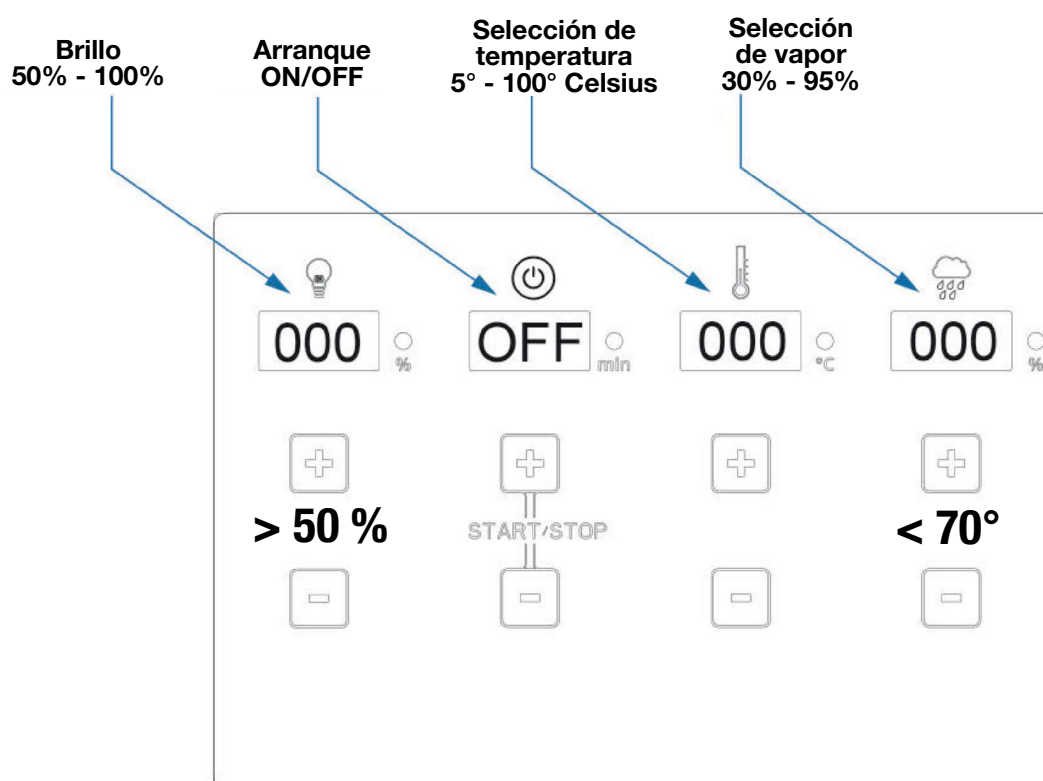 Brillo
50% - 100%
Arranque
ON/OFF
Selección de
temperatura
5° - 100° Celsius
Selección
de vapor
30% - 95%
000 %
OFF min
000 °C
000 %
> 50 %
START/STOP
< 70°